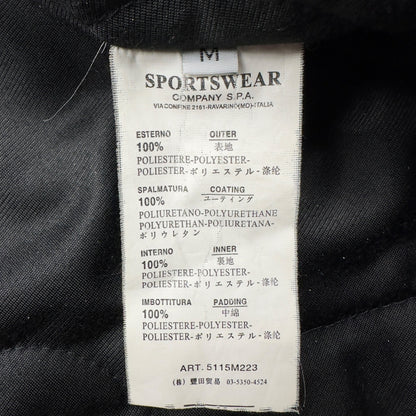 M
SPORTSWEAR
COMPANY S.P.A.
VIA CONFINE 2161-RAVARINO(MO)-ITALIA
ESTERNO OUTER
100% 表地
POLIESTERE-POLYESTER-
POLIESTER-ポリエステル-涤纶
SPALMATURA COATING
100% コーティング
POLIURETANO-POLYURETHANE
POLYURETHAN-POLIURETANA-
ポリウレタン
INTERNO INNER
100% 裏地
POLIESTERE-POLYESTER-
POLIESTER-ポリエステル-涤纶
IMBOTTITURA PADDING
100% 中綿
POLIESTERE-POLYESTER-
POLIESTER-ポリエステル-涤纶
ART. 5115M223
(株) 豊田貿易 03-5350-4524